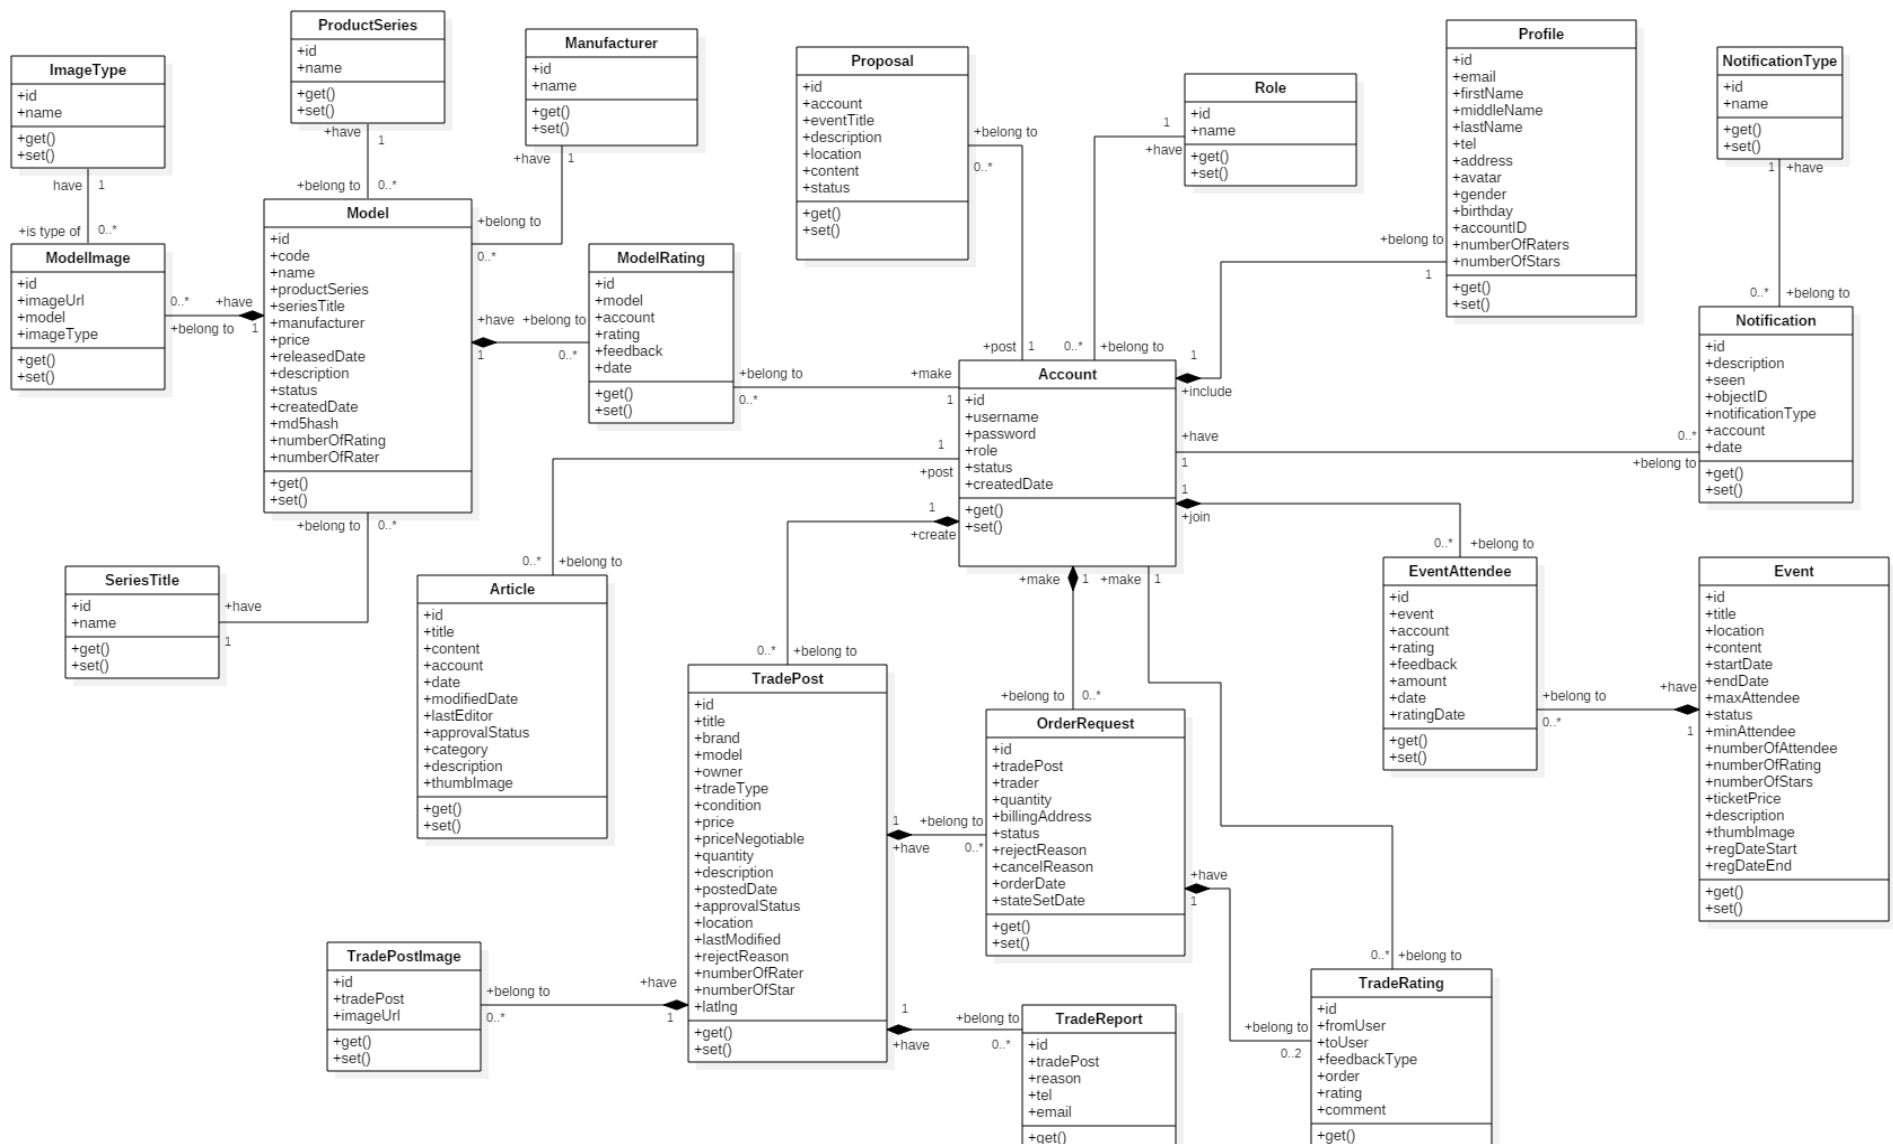 ProductSeries
+id
+name
+get()
+set()
+have
1
Manufacturer
+id
+name
+get()
+set()
+have
1
ImageType
+id
+name
+get()
+set()
have
1
+is type of
0..*
+belong to
0..*
Model
+id
+code
+name
+productSeries
+seriesTitle
+manufacturer
+price
+releasedDate
+description
+status
+createdDate
+md5hash
+numberOfRating
+numberOfRater
+get()
+set()
+belong to
0..*
ModelImage
+id
+imageUrl
+model
+imageType
+get()
+set()
0..*
+have
+belong to
1
ModelRating
+id
+model
+account
+rating
+feedback
+date
+get()
+set()
+have
+belong to
1
0..*
+belong to
+make
0..*
1
Proposal
+id
+account
+eventTitle
+description
+location
+content
+status
+get()
+set()
+belong to
0..*
+post
1
Role
+id
+name
+get()
+set()
1
+have
0..*
+belong to
Profile
+id
+email
+firstName
+middleName
+lastName
+tel
+address
+avatar
+gender
+birthday
+accountID
+numberOfRaters
+numberOfStars
+get()
+set()
+belong to
1
1
+include
NotificationType
+id
+name
+get()
+set()
1
+have
0..*
+belong to
Notification
+id
+description
+seen
+objectID
+notificationType
+account
+date
+get()
+set()
+have
0..*
1
+belong to
Account
+id
+username
+password
+role
+status
+createdDate
+get()
+set()
1
+post
1
+create
1
+join
+make
1
+make
1
+belong to
0..*
SeriesTitle
+id
+name
+get()
+set()
+have
1
0..*
+belong to
Article
+id
+title
+content
+account
+date
+modifiedDate
+lastEditor
+approvalStatus
+category
+description
+thumbImage
+get()
+set()
0..*
+belong to
TradePost
+id
+title
+brand
+model
+owner
+tradeType
+condition
+price
+priceNegotiable
+quantity
+description
+postedDate
+approvalStatus
+location
+lastModified
+rejectReason
+numberOfRater
+numberOfStar
+latlng
+get()
+set()
+belong to
0..*
OrderRequest
+id
+tradePost
+trader
+quantity
+billingAddress
+status
+rejectReason
+cancelReason
+orderDate
+stateSetDate
+get()
+set()
1
+belong to
+have
0..*
0..*
+belong to
EventAttendee
+id
+event
+account
+rating
+feedback
+amount
+date
+ratingDate
+get()
+set()
+belong to
+have
0..*
1
Event
+id
+title
+location
+content
+startDate
+endDate
+maxAttendee
+status
+minAttendee
+numberOfAttendee
+numberOfRating
+numberOfStars
+ticketPrice
+description
+thumbImage
+regDateStart
+regDateEnd
+get()
+set()
+have
1
+belong to
0..2
0..*
+belong to
TradeRating
+id
+fromUser
+toUser
+feedbackType
+order
+rating
+comment
+get()
TradePostImage
+id
+tradePost
+imageUrl
+get()
+set()
+have
+belong to
0..*
1
1
+belong to
+have
0..*
TradeReport
+id
+tradePost
+reason
+tel
+email
+get()